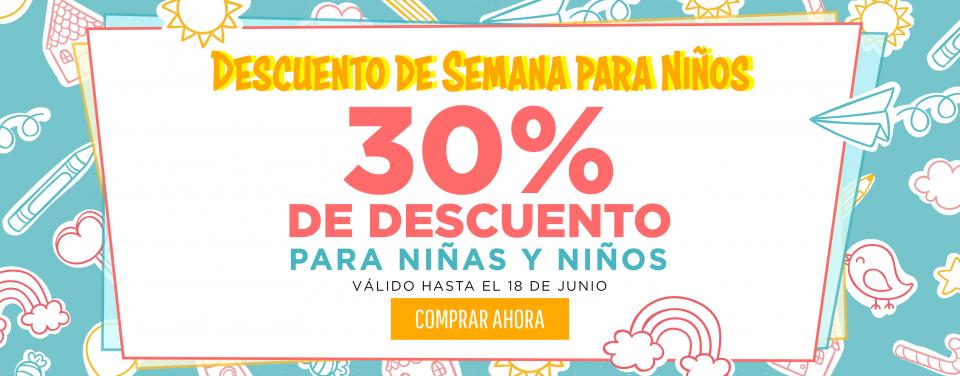 DESCUENTO DE SEMANA PARA NIÑOS
30%
DE DESCUENTO
PARA NIÑAS Y NIÑOS
VÁLIDO HASTA EL 18 DE JUNIO
COMPRAR AHORA